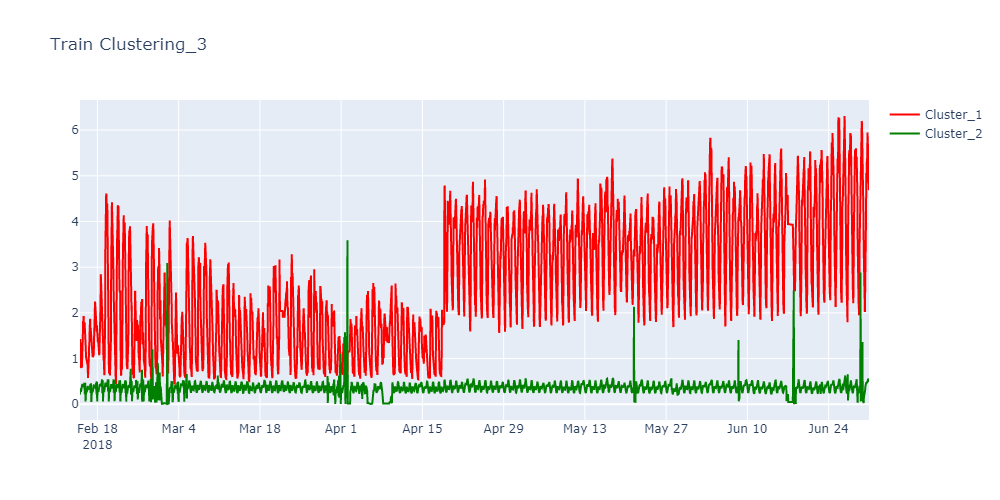 Train Clustering_3
Cluster_1
Cluster_2
6
5
4
3
2
1
0
Feb 18
2018
Mar 4
Mar 18
Apr 1
Apr 15
Apr 29
May 13
May 27
Jun 10
Jun 24